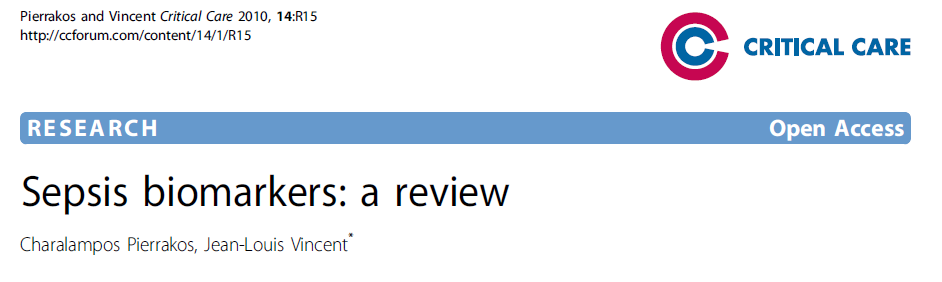 Pierrakos and Vincent Critical Care 2010, 14:R15
http://ccforum.com/content/14/1/R15
CRITICAL CARE
RESEARCH Open Access
Sepsis biomarkers: a review
Charalampos Pierrakos, Jean-Louis Vincent*